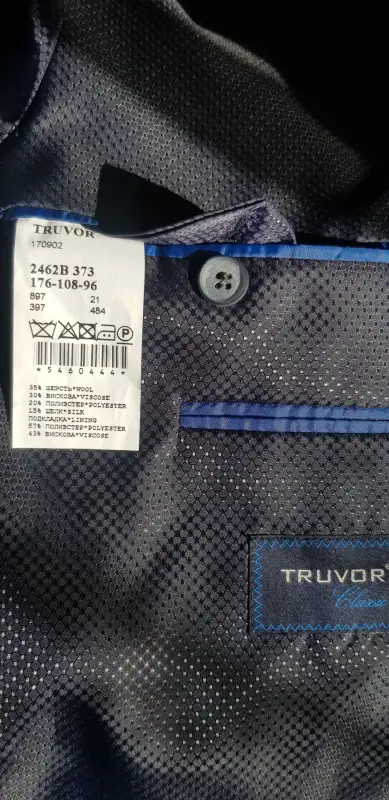 TRUVOR
170902
2462B 373
176-108-96
897 21
397 484
P
*5460444*
35% ШЕРСТЬ*WOOL
30% ВИСКОЗА*VISCOSE
20% ПОЛИЭСТЕР*POLYESTER
15% ШЕЛК*SILK
ПОДКЛАДКА*LINING
57% ПОЛИЭСТЕР*POLYESTER
43% ВИСКОЗА*VISCOSE
TRUVOR®
Classic